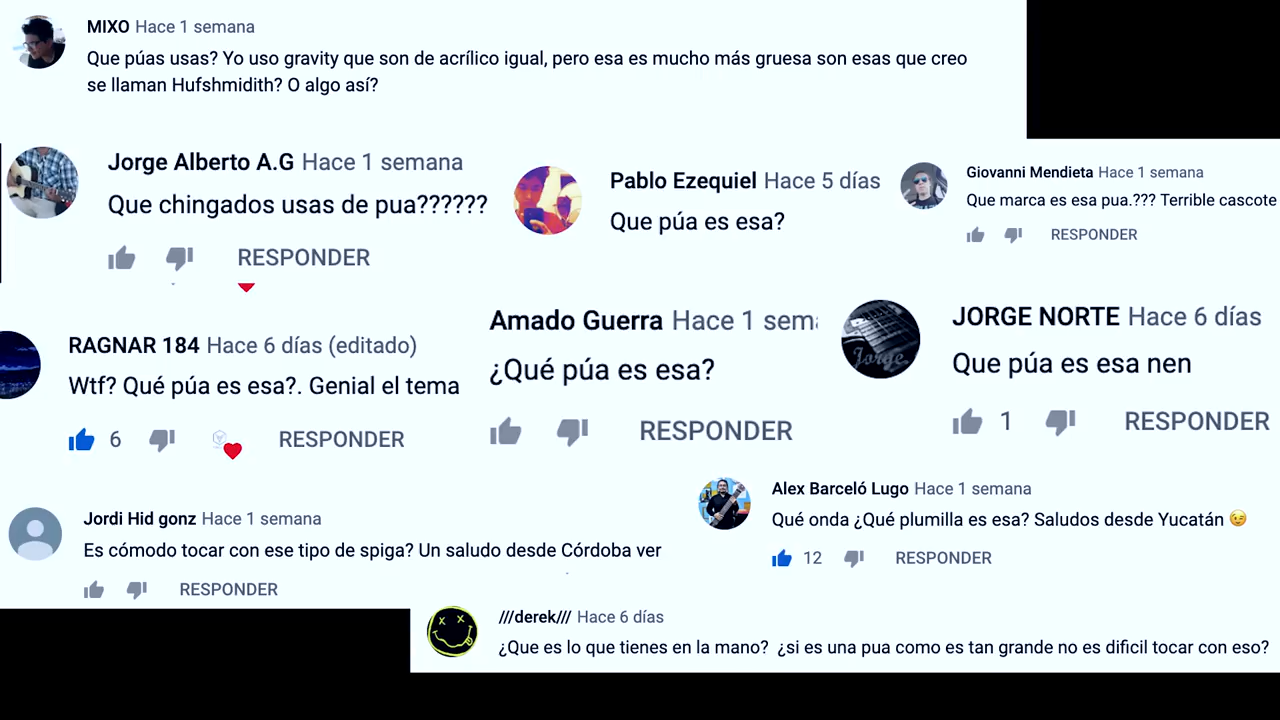 MIXO Hace 1 semana
Que púas usas? Yo uso gravity que son de acrílico igual, pero esa es mucho más gruesa son esas que creo
se llaman Hufshmidith? O algo así?
Jorge Alberto A.G Hace 1 semana
Que chingados usas de pua??????
RESPONDER
Pablo Ezequiel Hace 5 días
Que púa es esa?
Giovanni Mendieta Hace 1 semana
Que marca es esa pua.??? Terrible cascote
RESPONDER
RAGNAR 184 Hace 6 días (editado)
Wtf? Qué púa es esa?. Genial el tema
6 RESPONDER
Amado Guerra Hace 1 sem
¿Qué púa es esa?
RESPONDER
JORGE NORTE Hace 6 días
Que púa es esa nen
1 RESPONDER
Jorge
Alex Barceló Lugo Hace 1 semana
Qué onda ¿Qué plumilla es esa? Saludos desde Yucatán 😉
12 RESPONDER
Jordi Hid gonz Hace 1 semana
Es cómodo tocar con ese tipo de spiga? Un saludo desde Córdoba ver
RESPONDER
///derek/// Hace 6 días
¿Que es lo que tienes en la mano? ¿si es una pua como es tan grande no es dificil tocar con eso?